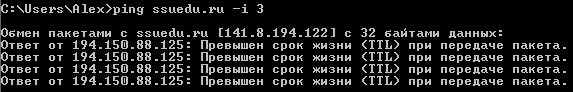 C:\Users\Alex>ping ssuedu.ru -i 3
Обмен пакетами с ssuedu.ru [141.8.194.122] с 32 байтами данных:
Ответ от 194.150.88.125: Превышен срок жизни (TTL) при передаче пакета.
Ответ от 194.150.88.125: Превышен срок жизни (TTL) при передаче пакета.
Ответ от 194.150.88.125: Превышен срок жизни (TTL) при передаче пакета.
Ответ от 194.150.88.125: Превышен срок жизни (TTL) при передаче пакета.